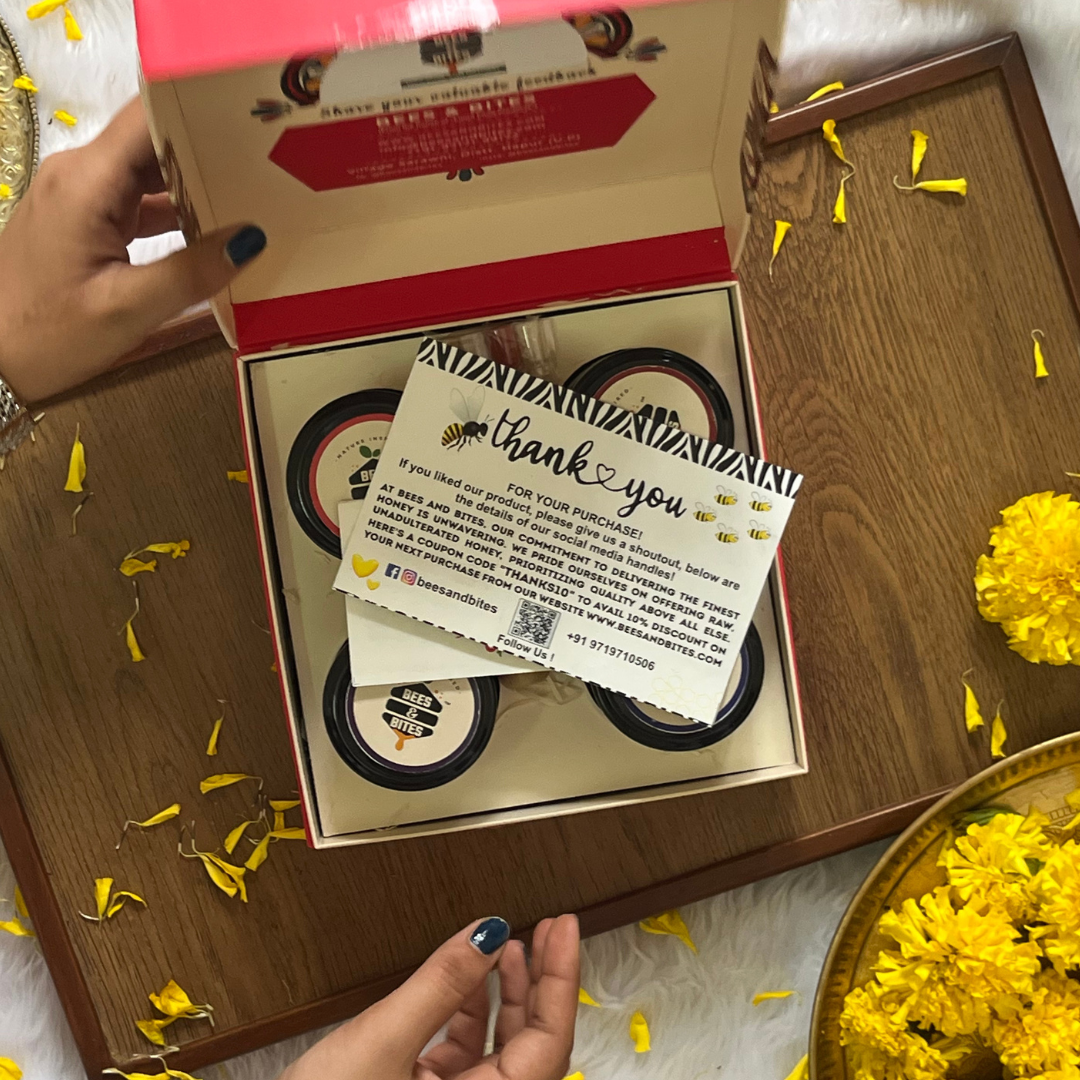 Share your valuable feedback
BEES & BITES
NATURE INS
thank you
FOR YOUR PURCHASE!
If you liked our product, please give us a shoutout, below are
the details of our social media handles!
AT BEES AND BITES, OUR COMMITMENT TO DELIVERING THE FINEST
HONEY IS UNWAVERING. WE PRIDE OURSELVES ON OFFERING RAW,
UNADULTERATED HONEY, PRIORITIZING QUALITY ABOVE ALL ELSE.
HERE'S A COUPON CODE "THANKS10" TO AVAIL 10% DISCOUNT ON
YOUR NEXT PURCHASE FROM OUR WEBSITE WWW.BEESANDBITES.COM
beesandbites
+91 9719710506
Follow Us !
BEES
&
BITES